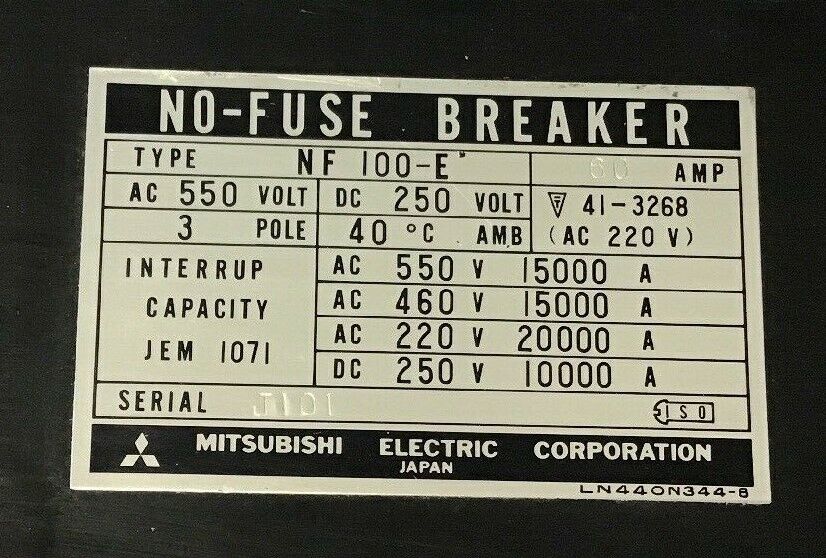 NO-FUSE BREAKER
TYPE NF 100-E 60 AMP
AC 550 VOLT DC 250 VOLT 41-3268
3 POLE 40 °C AMB (AC 220 V)
INTERRUP CAPACITY JEM 1071
AC 550 V 15000 A
AC 460 V 15000 A
AC 220 V 20000 A
DC 250 V 10000 A
SERIAL J101 ISO
MITSUBISHI ELECTRIC CORPORATION
JAPAN
LN440N344-8